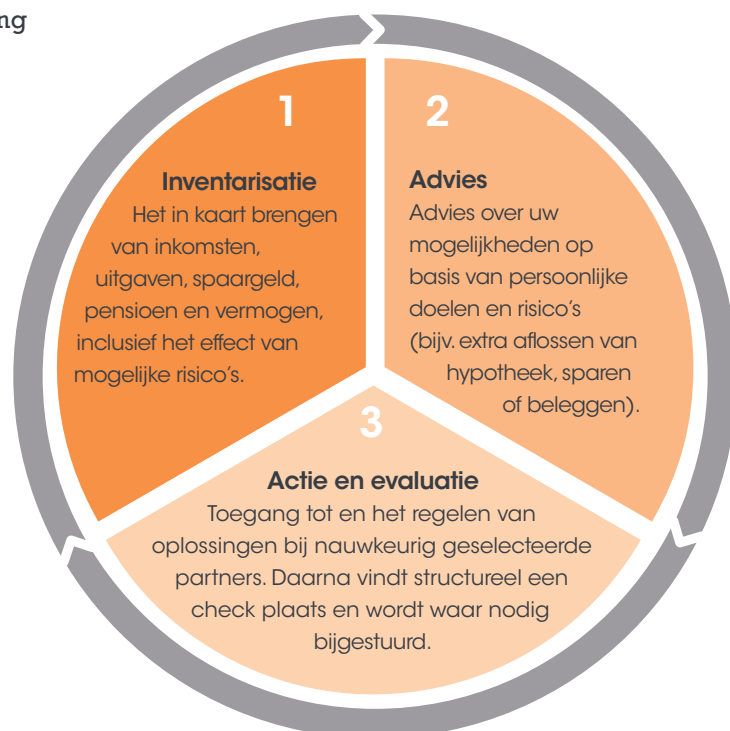 ng
1
Inventarisatie
Het in kaart brengen
van inkomsten,
uitgaven, spaargeld,
pensioen en vermogen,
inclusief het effect van
mogelijke risico's.
2
Advies
Advies over uw
mogelijkheden op
basis van persoonlijke
doelen en risico's
(bijv. extra aflossen van
hypotheek, sparen
of beleggen).
3
Actie en evaluatie
Toegang tot en het regelen van
oplossingen bij nauwkeurig geselecteerde
partners. Daarna vindt structureel een
check plaats en wordt waar nodig
bijgestuurd.